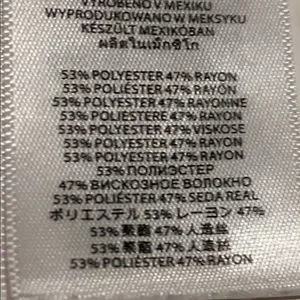 VYROBENO V MEXIKU
WYPRODUKOWANO W MEKSYKU
KÉSZÜLT MEXIKÓBAN
ผลิตในเม็กซิโก
53% POLYESTER 47% RAYON
53% POLIÉSTER 47% RAYÓN
53% POLYESTER 47% RAYONNE
53% POLIESTERE 47% RAYON
53% POLYESTER 47% VISKOSE
53% POLYESTER 47% RAYON
53% POLYESTER 47% RAYON
53% ПОЛИЭСТЕР
47% ВИСКОЗНОЕ ВОЛОКНО
53% POLIÉSTER 47% SEDA REAL
ポリエステル 53% レーヨン 47%
53% 聚酯 47% 人造丝
53% 聚酯 47% 人造絲
53% POLIÉSTER 47% RAYON